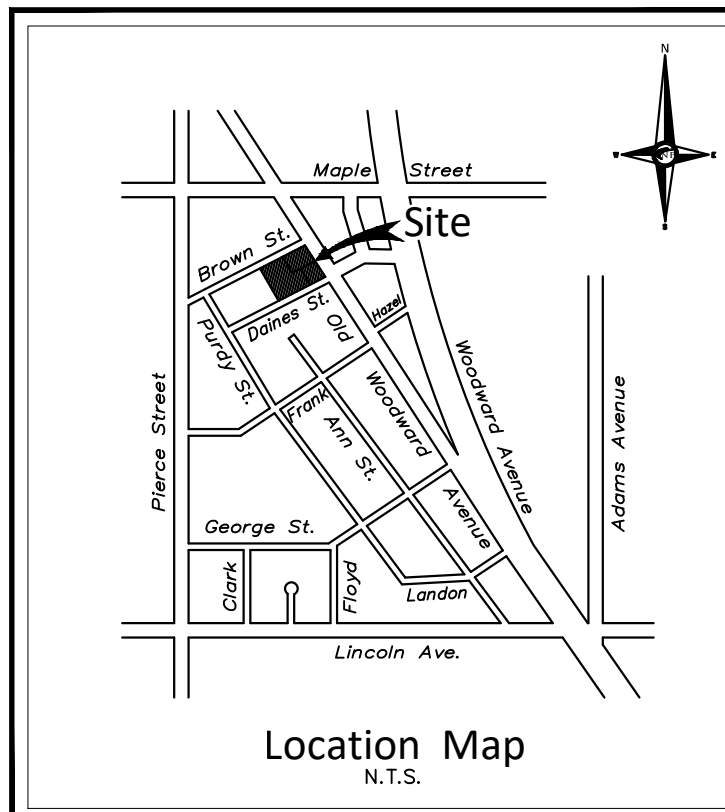 N
W
E
NF
S
Maple Street
Site
Brown St.
Hazel
Daines St.
Old
Purdy St.
Woodward Avenue
Pierce Street
Frank
Ann St.
Woodward
Adams Avenue
Avenue
George St.
Clark
Floyd
Landon
Lincoln Ave.
Location Map
N.T.S.